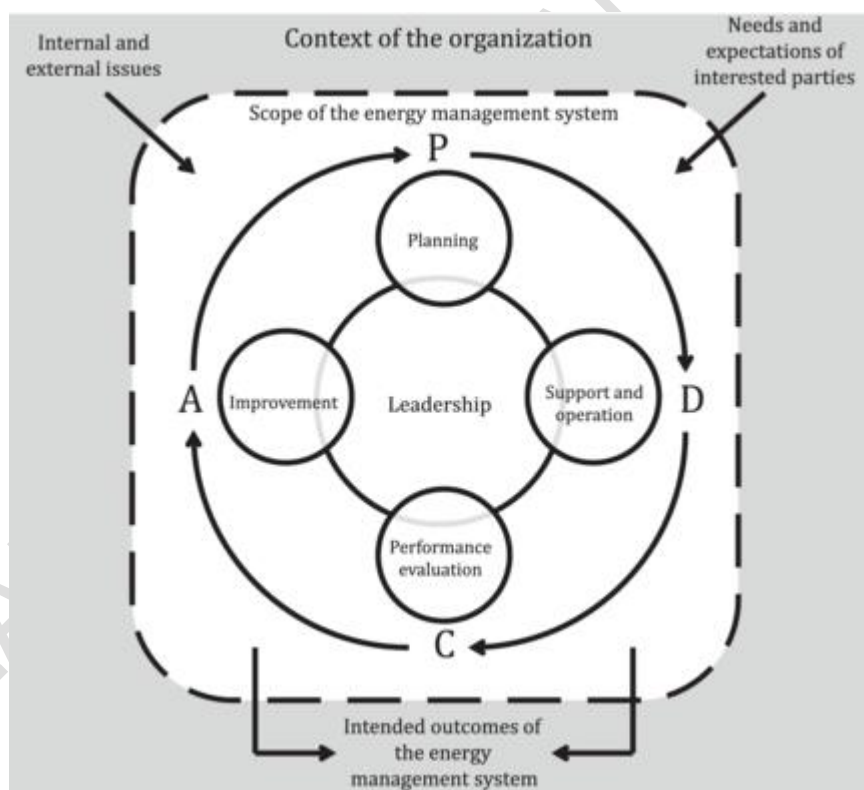 Internal and
external issues
Context of the organization
Needs and
expectations of
interested parties
Scope of the energy management system
P
Planning
A
Improvement
Leadership
Support and
operation
D
Performance
evaluation
C
Intended outcomes of
the energy
management system